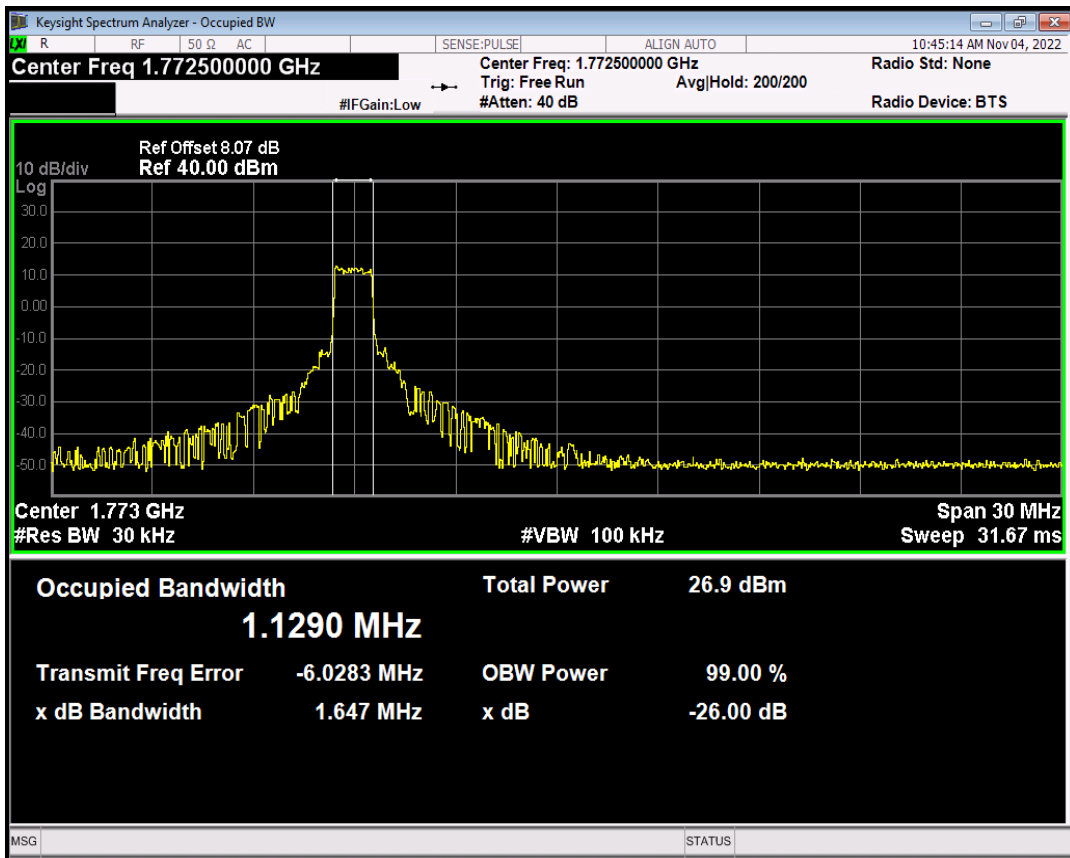 Keysight Spectrum Analyzer - Occupied BW
LXI R RF 50 Ω AC SENSE:PULSE ALIGN AUTO 10:45:14 AM Nov 04, 2022
Center Freq 1.772500000 GHz Center Freq: 1.772500000 GHz Radio Std: None
Trig: Free Run Avg|Hold: 200/200
#IFGain:Low #Atten: 40 dB Radio Device: BTS
Ref Offset 8.07 dB
10 dB/div Ref 40.00 dBm
Log
30.0
20.0
10.0
0.00
-10.0
-20.0
-30.0
-40.0
-50.0
Center 1.773 GHz Span 30 MHz
#Res BW 30 kHz #VBW 100 kHz Sweep 31.67 ms
Occupied Bandwidth Total Power 26.9 dBm
1.1290 MHz
Transmit Freq Error -6.0283 MHz OBW Power 99.00 %
x dB Bandwidth 1.647 MHz x dB -26.00 dB
MSG STATUS